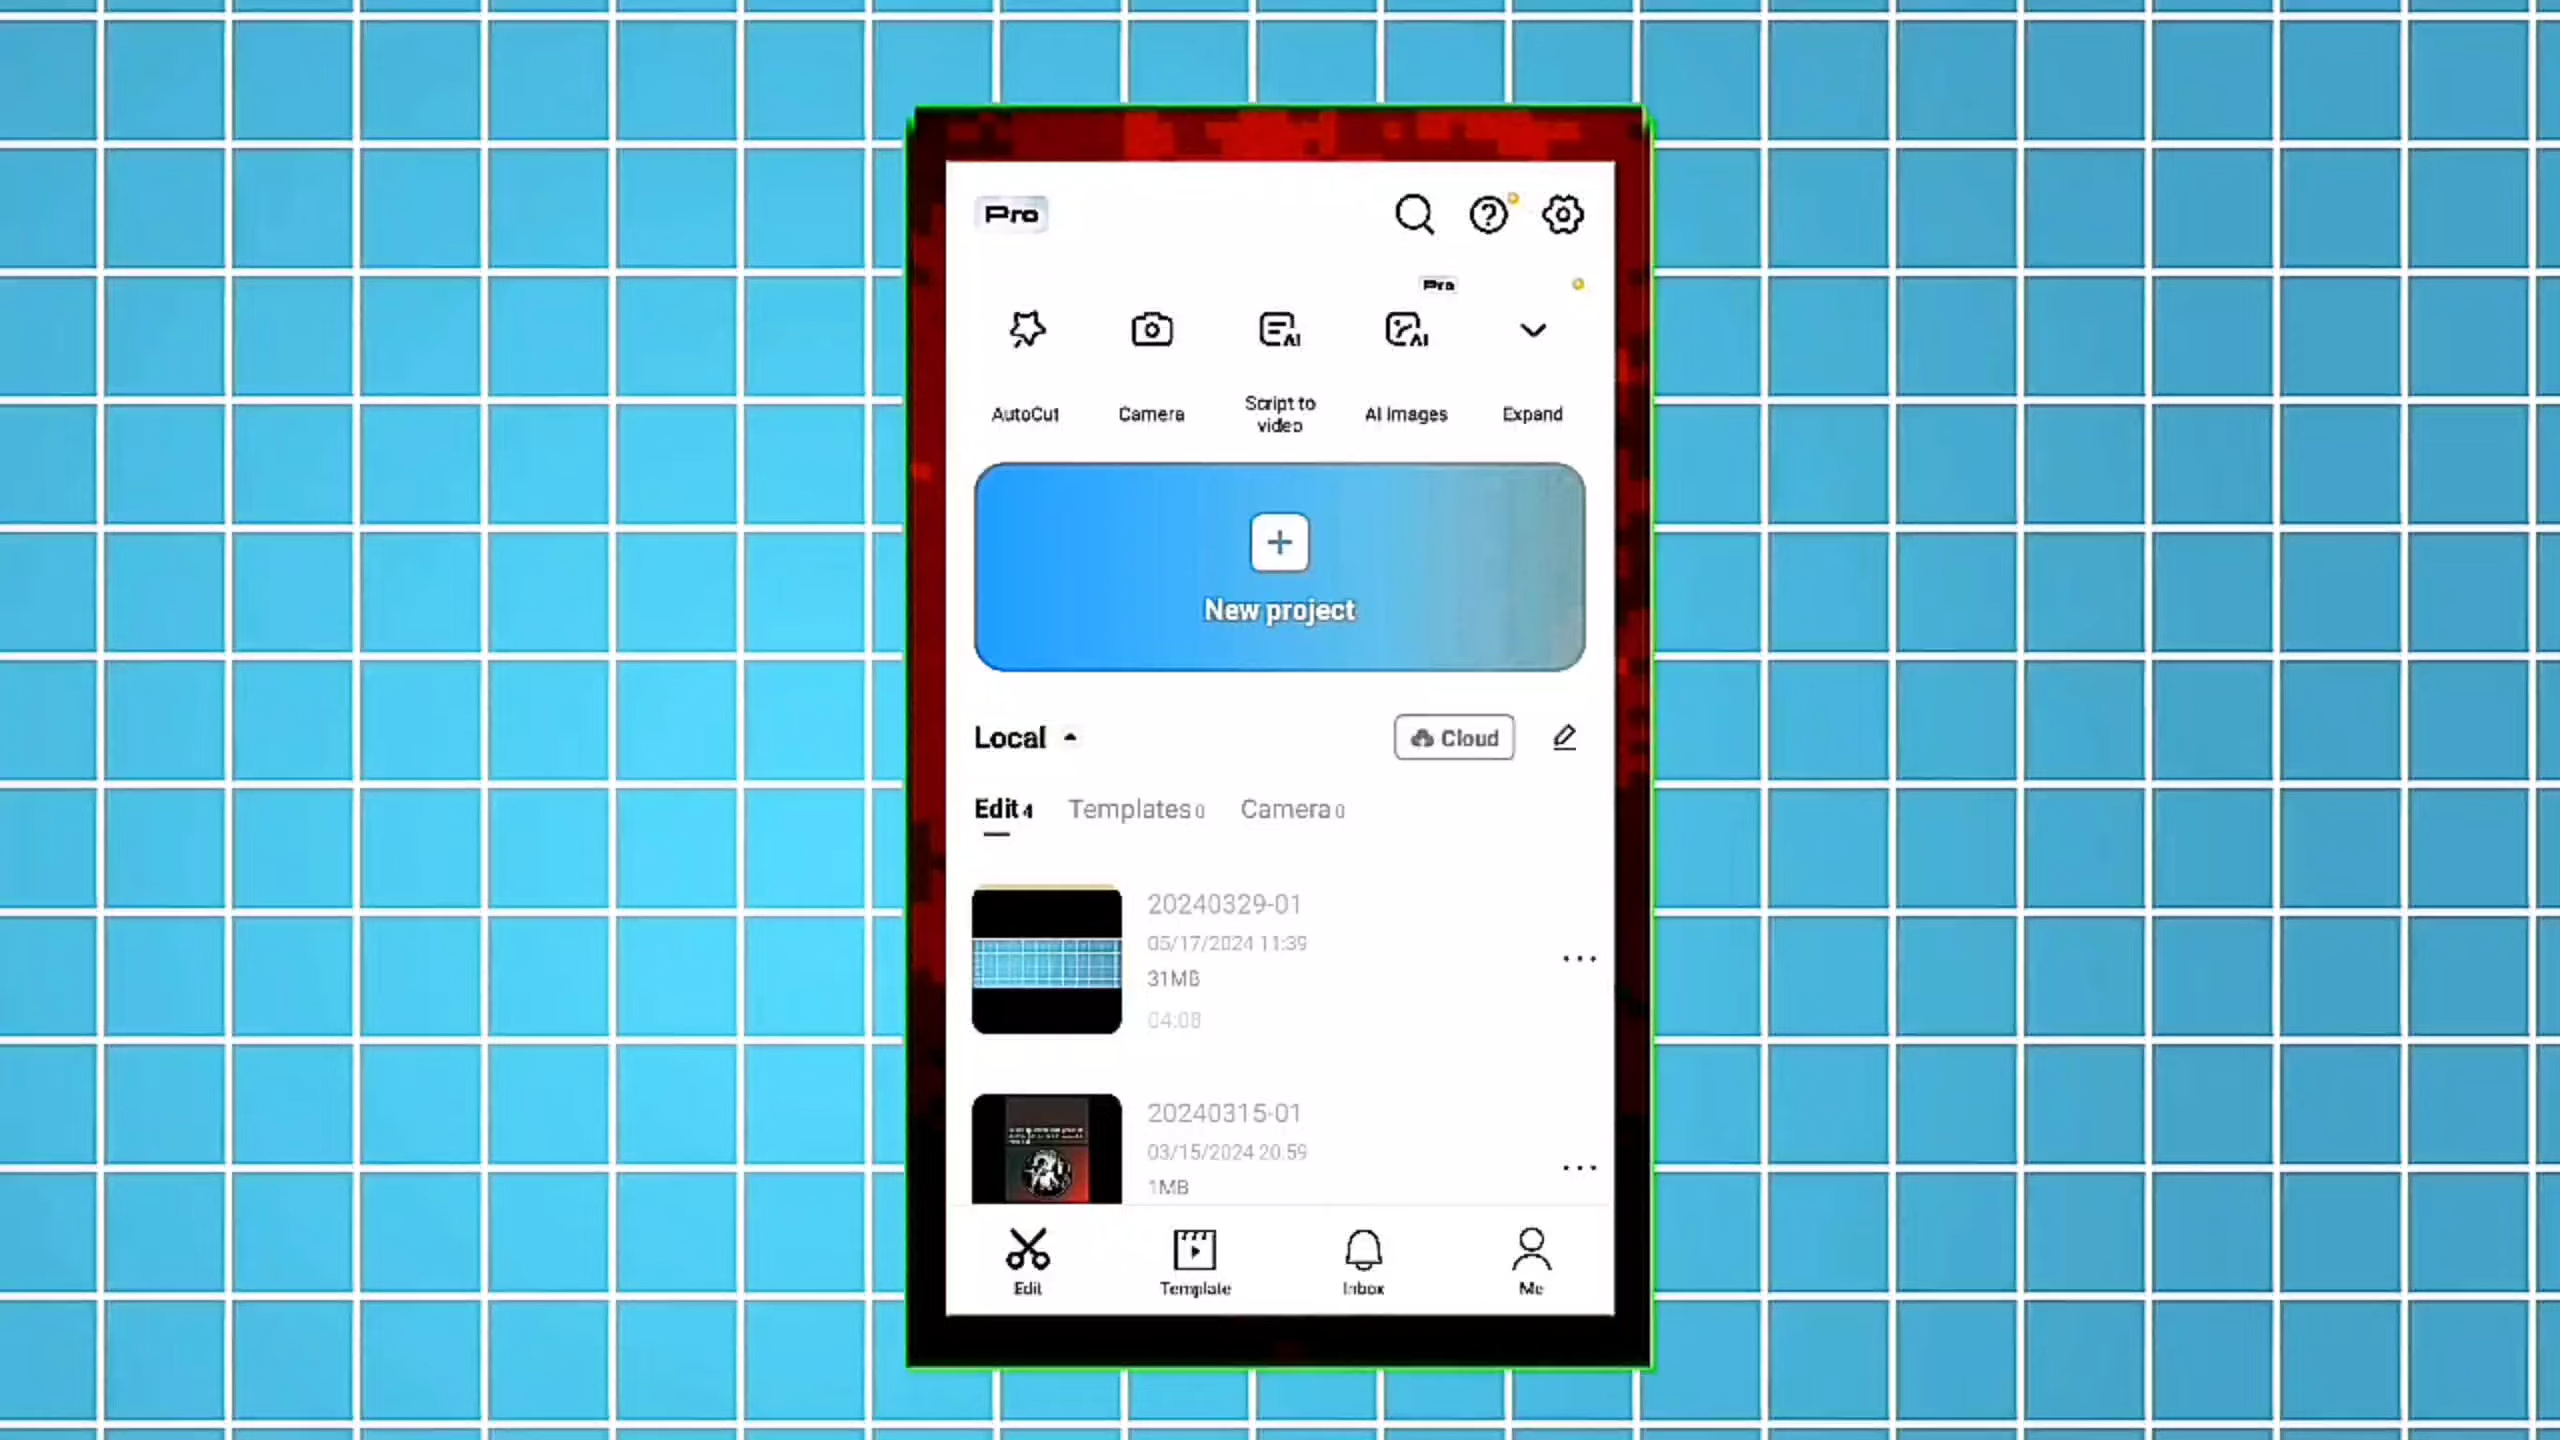 Pro
Pro
AutoCut
Camera
Script to
video
AI images
Expand
New project
Local
Cloud
Edit 4
Templates 0
Camera 0
20240329-01
05/17/2024 11:39
31MB
04:08
20240315-01
03/15/2024 20:59
1MB
Edit
Template
Inbox
Me